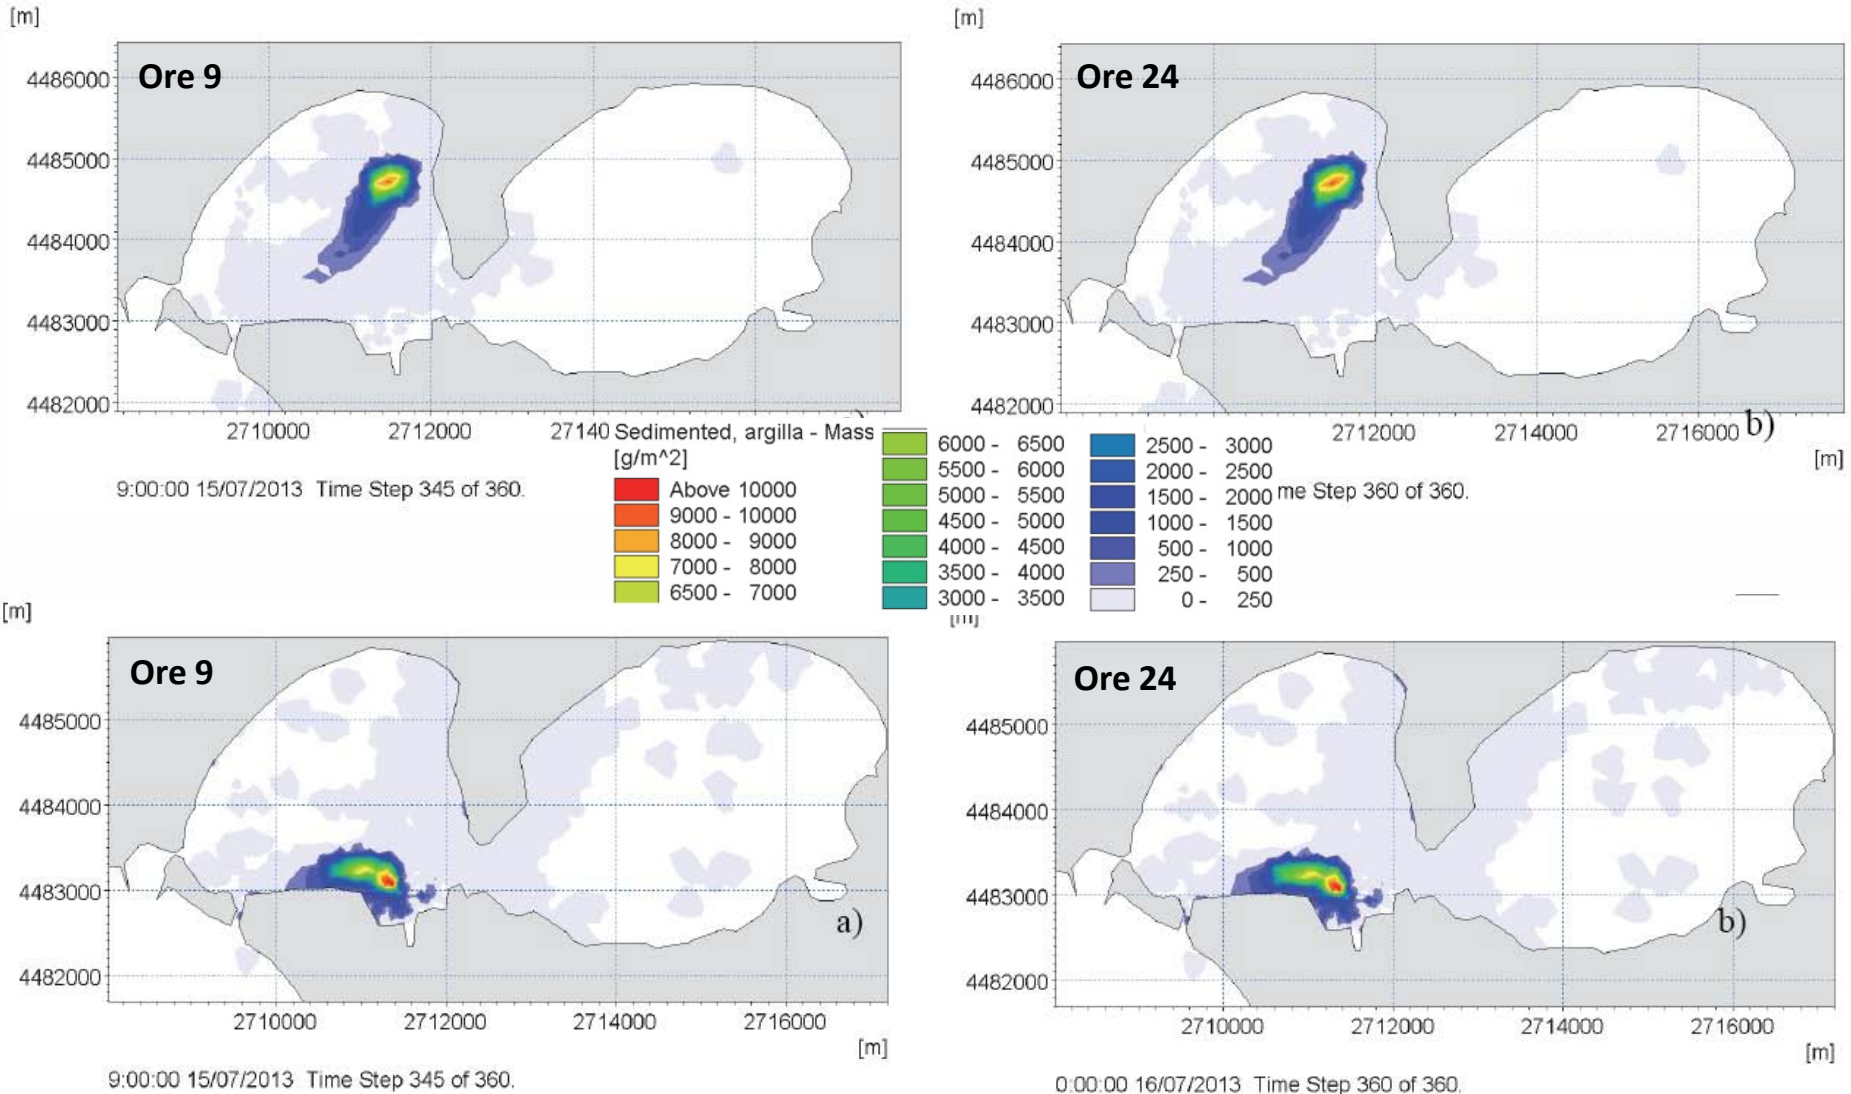 [m]
Ore 9
4486000
4485000
4484000
4483000
4482000
2710000 2712000 27140
9:00:00 15/07/2013 Time Step 345 of 360.
[m]
Ore 24
4486000
4485000
4484000
4483000
4482000
2712000 2714000 2716000
b)
[m]
me Step 360 of 360.
Sedimented, argilla - Mass
[g/m^2]
Above 10000
9000 - 10000
8000 - 9000
7000 - 8000
6500 - 7000
6000 - 6500
5500 - 6000
5000 - 5500
4500 - 5000
4000 - 4500
3500 - 4000
3000 - 3500
2500 - 3000
2000 - 2500
1500 - 2000
1000 - 1500
500 - 1000
250 - 500
0 - 250
[m]
Ore 9
4485000
4484000
4483000
4482000
a)
2710000 2712000 2714000 2716000
[m]
9:00:00 15/07/2013 Time Step 345 of 360.
Ore 24
4485000
4484000
4483000
4482000
b)
2710000 2712000 2714000 2716000
[m]
0:00:00 16/07/2013 Time Step 360 of 360.